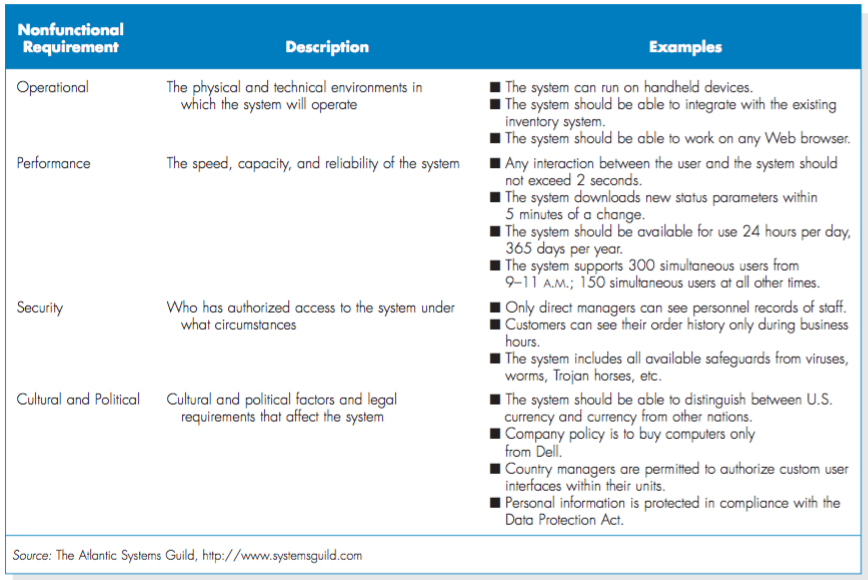 Nonfunctional
Requirement
Description
Examples
Operational
The physical and technical environments in
which the system will operate
■ The system can run on handheld devices.
■ The system should be able to integrate with the existing
inventory system.
■ The system should be able to work on any Web browser.
Performance
The speed, capacity, and reliability of the system
■ Any interaction between the user and the system should
not exceed 2 seconds.
■ The system downloads new status parameters within
5 minutes of a change.
■ The system should be available for use 24 hours per day,
365 days per year.
■ The system supports 300 simultaneous users from
9–11 A.M.; 150 simultaneous users at all other times.
Security
Who has authorized access to the system under
what circumstances
■ Only direct managers can see personnel records of staff.
■ Customers can see their order history only during business
hours.
■ The system includes all available safeguards from viruses,
worms, Trojan horses, etc.
Cultural and Political
Cultural and political factors and legal
requirements that affect the system
■ The system should be able to distinguish between U.S.
currency and currency from other nations.
■ Company policy is to buy computers only
from Dell.
■ Country managers are permitted to authorize custom user
interfaces within their units.
■ Personal information is protected in compliance with the
Data Protection Act.
Source: The Atlantic Systems Guild, http://www.systemsguild.com